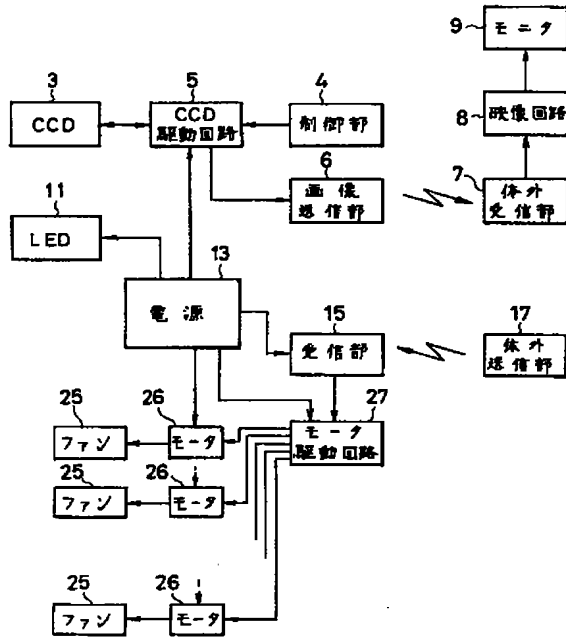 9
モニタ
3
CCD
5
CCD
駆動回路
4
制御部
8
映像回路
6
画像
送信部
7
体外
受信部
11
LED
13
電源
15
受信部
17
体外
送信部
27
モータ
駆動回路
25
ファン
26
モータ
25
ファン
26
モータ
25
ファン
26
モータ